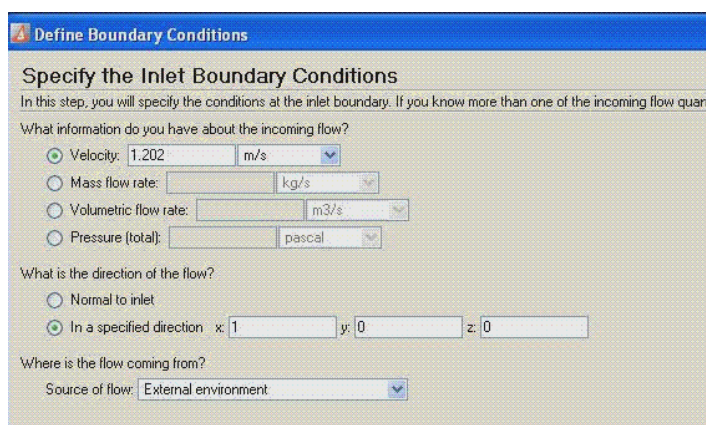 Define Boundary Conditions
Specify the Inlet Boundary Conditions
In this step, you will specify the conditions at the inlet boundary. If you know more than one of the incoming flow quan
What information do you have about the incoming flow?
Velocity: 1.202 m/s
Mass flow rate: kg/s
Volumetric flow rate: m3/s
Pressure (total): pascal
What is the direction of the flow?
Normal to inlet
In a specified direction x: 1 y: 0 z: 0
Where is the flow coming from?
Source of flow: External environment